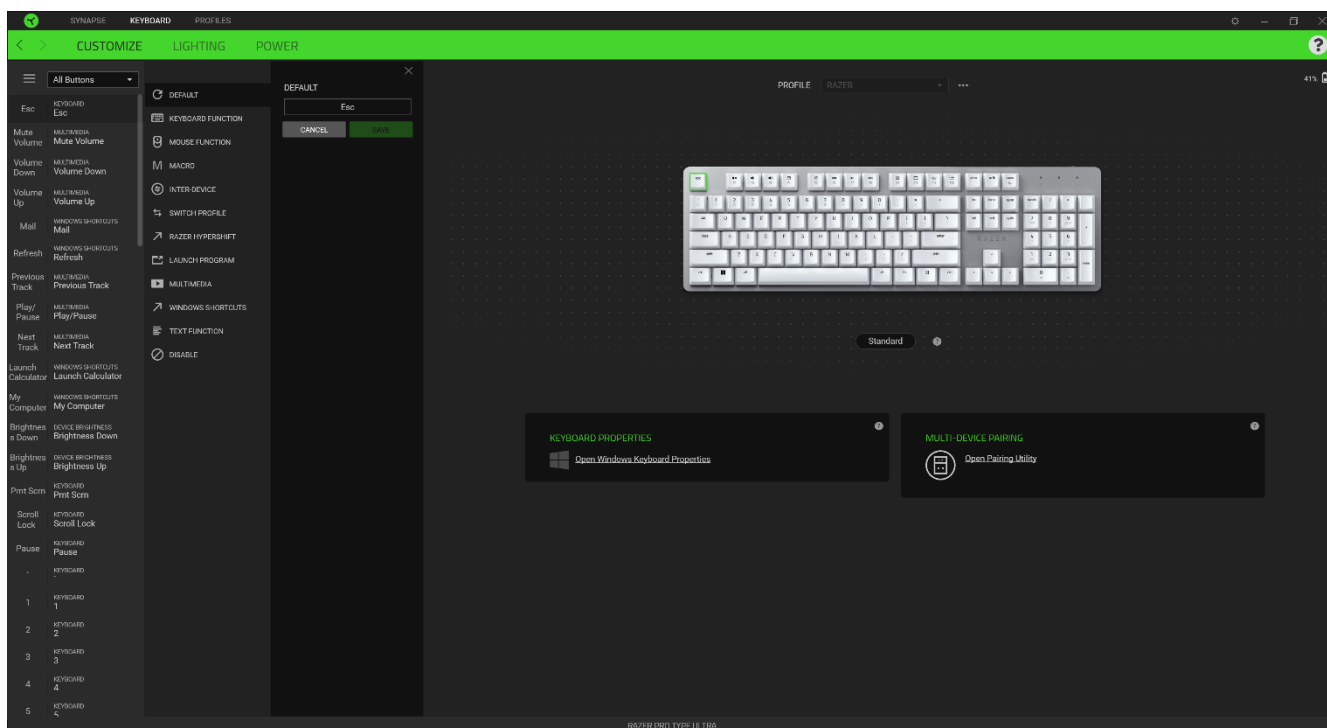 SYNAPSE KEYBOARD PROFILES
CUSTOMIZE LIGHTING POWER
?
All Buttons
Esc KEYBOARD
Esc
Mute Volume MULTIMEDIA
Mute Volume
Volume Down MULTIMEDIA
Volume Down
Volume Up MULTIMEDIA
Volume Up
Mail WINDOWS SHORTCUTS
Mail
Refresh WINDOWS SHORTCUTS
Refresh
Previous Track MULTIMEDIA
Previous Track
Play/ Pause MULTIMEDIA
Play/Pause
Next Track MULTIMEDIA
Next Track
Launch Calculator WINDOWS SHORTCUTS
Launch Calculator
My Computer WINDOWS SHORTCUTS
My Computer
Brightnes s Down DEVICE BRIGHTNESS
Brightness Down
Brightnes s Up DEVICE BRIGHTNESS
Brightness Up
Prnt Scrn KEYBOARD
Prnt Scrn
Scroll Lock KEYBOARD
Scroll Lock
Pause KEYBOARD
Pause
` KEYBOARD
`
1 KEYBOARD
1
2 KEYBOARD
2
3 KEYBOARD
3
4 KEYBOARD
4
5 KEYBOARD
5
DEFAULT
KEYBOARD FUNCTION
MOUSE FUNCTION
MACRO
INTER-DEVICE
SWITCH PROFILE
RAZER HYPERSHIFT
LAUNCH PROGRAM
MULTIMEDIA
WINDOWS SHORTCUTS
TEXT FUNCTION
DISABLE
DEFAULT
Esc
CANCEL SAVE
PROFILE RAZER
41%
RAZER
Standard ?
KEYBOARD PROPERTIES ?
Open Windows Keyboard Properties
MULTI-DEVICE PAIRING ?
Open Pairing Utility
RAZER PRO TYPE ULTRA